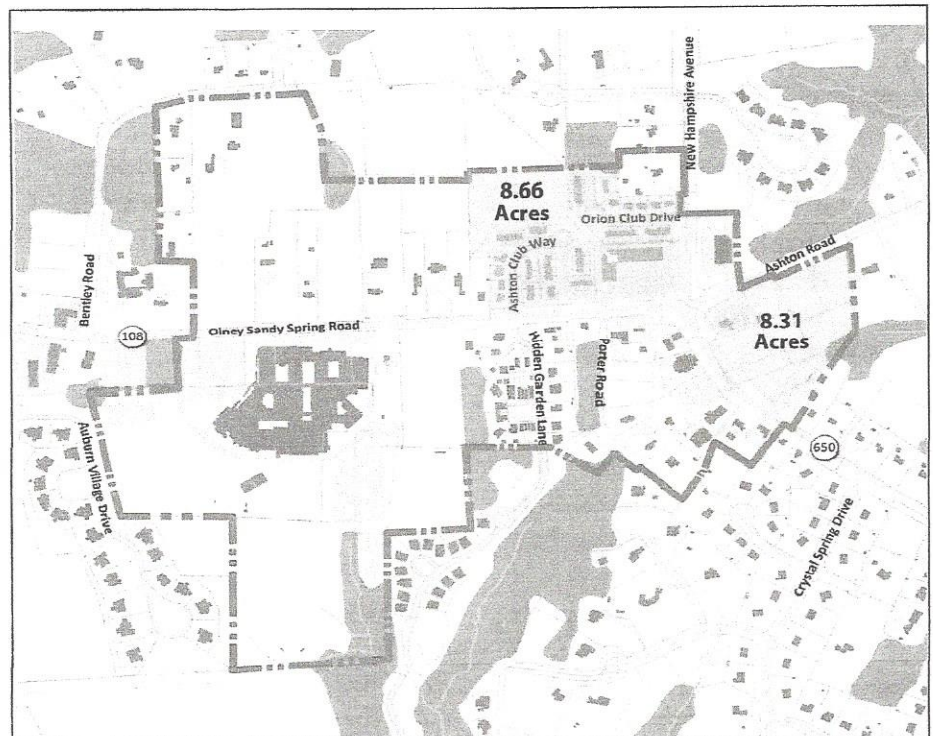 New Hampshire Avenue
8.66
Acres
Orion Club Drive
Ashton Club Way
Ashton Road
Bentley Road
108
Olney Sandy Spring Road
8.31
Acres
Hidden Garden Lane
Porter Road
Auburn Village Drive
650
Crystal Spring Drive